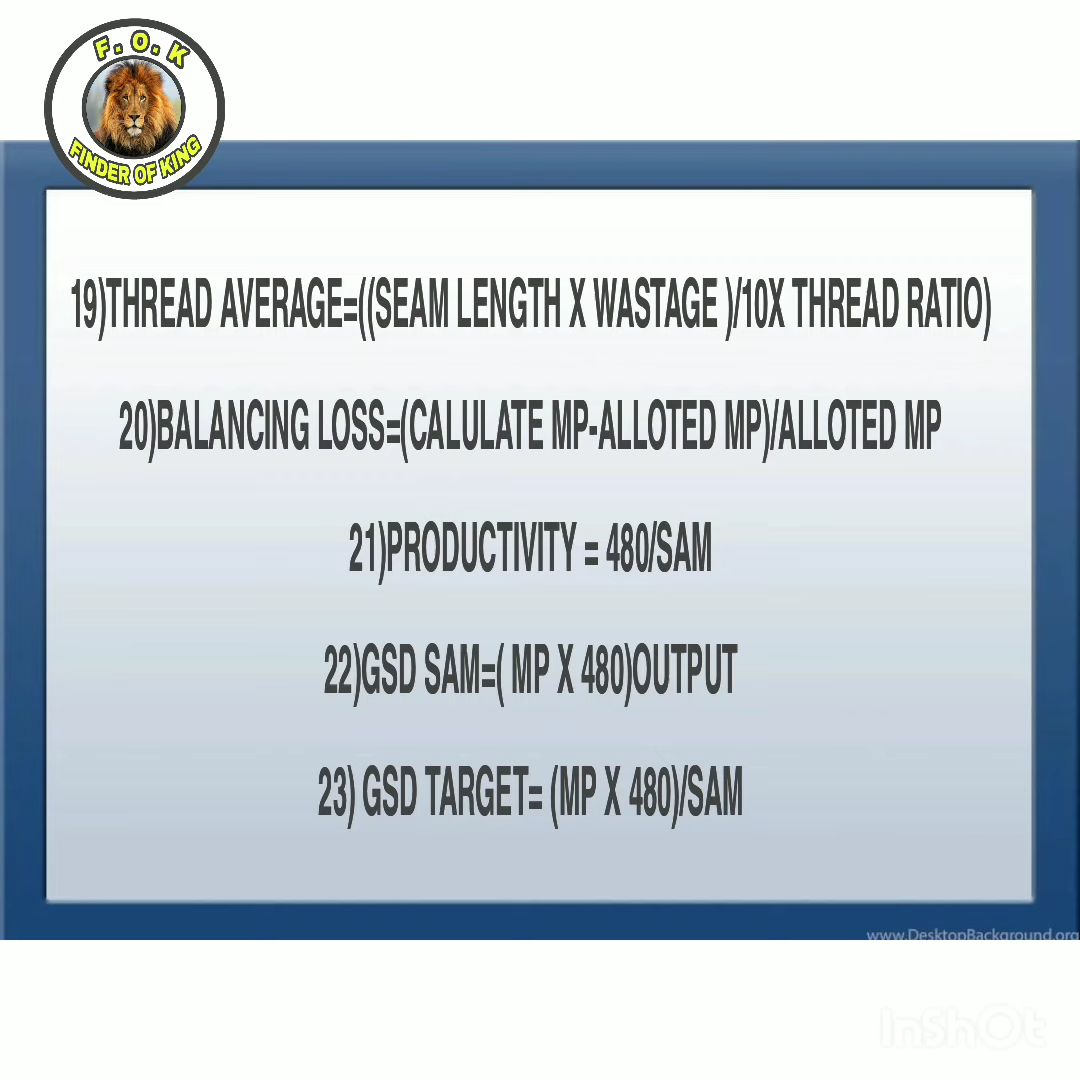 F. O. K
FINDER OF KING
19)THREAD AVERAGE=((SEAM LENGTH X WASTAGE )/10X THREAD RATIO)
20)BALANCING LOSS=(CALULATE MP-ALLOTED MP)/ALLOTED MP
21)PRODUCTIVITY = 480/SAM
22)GSD SAM=( MP X 480)OUTPUT
23) GSD TARGET= (MP X 480)/SAM
www.DesktopBackground.org
InShOt